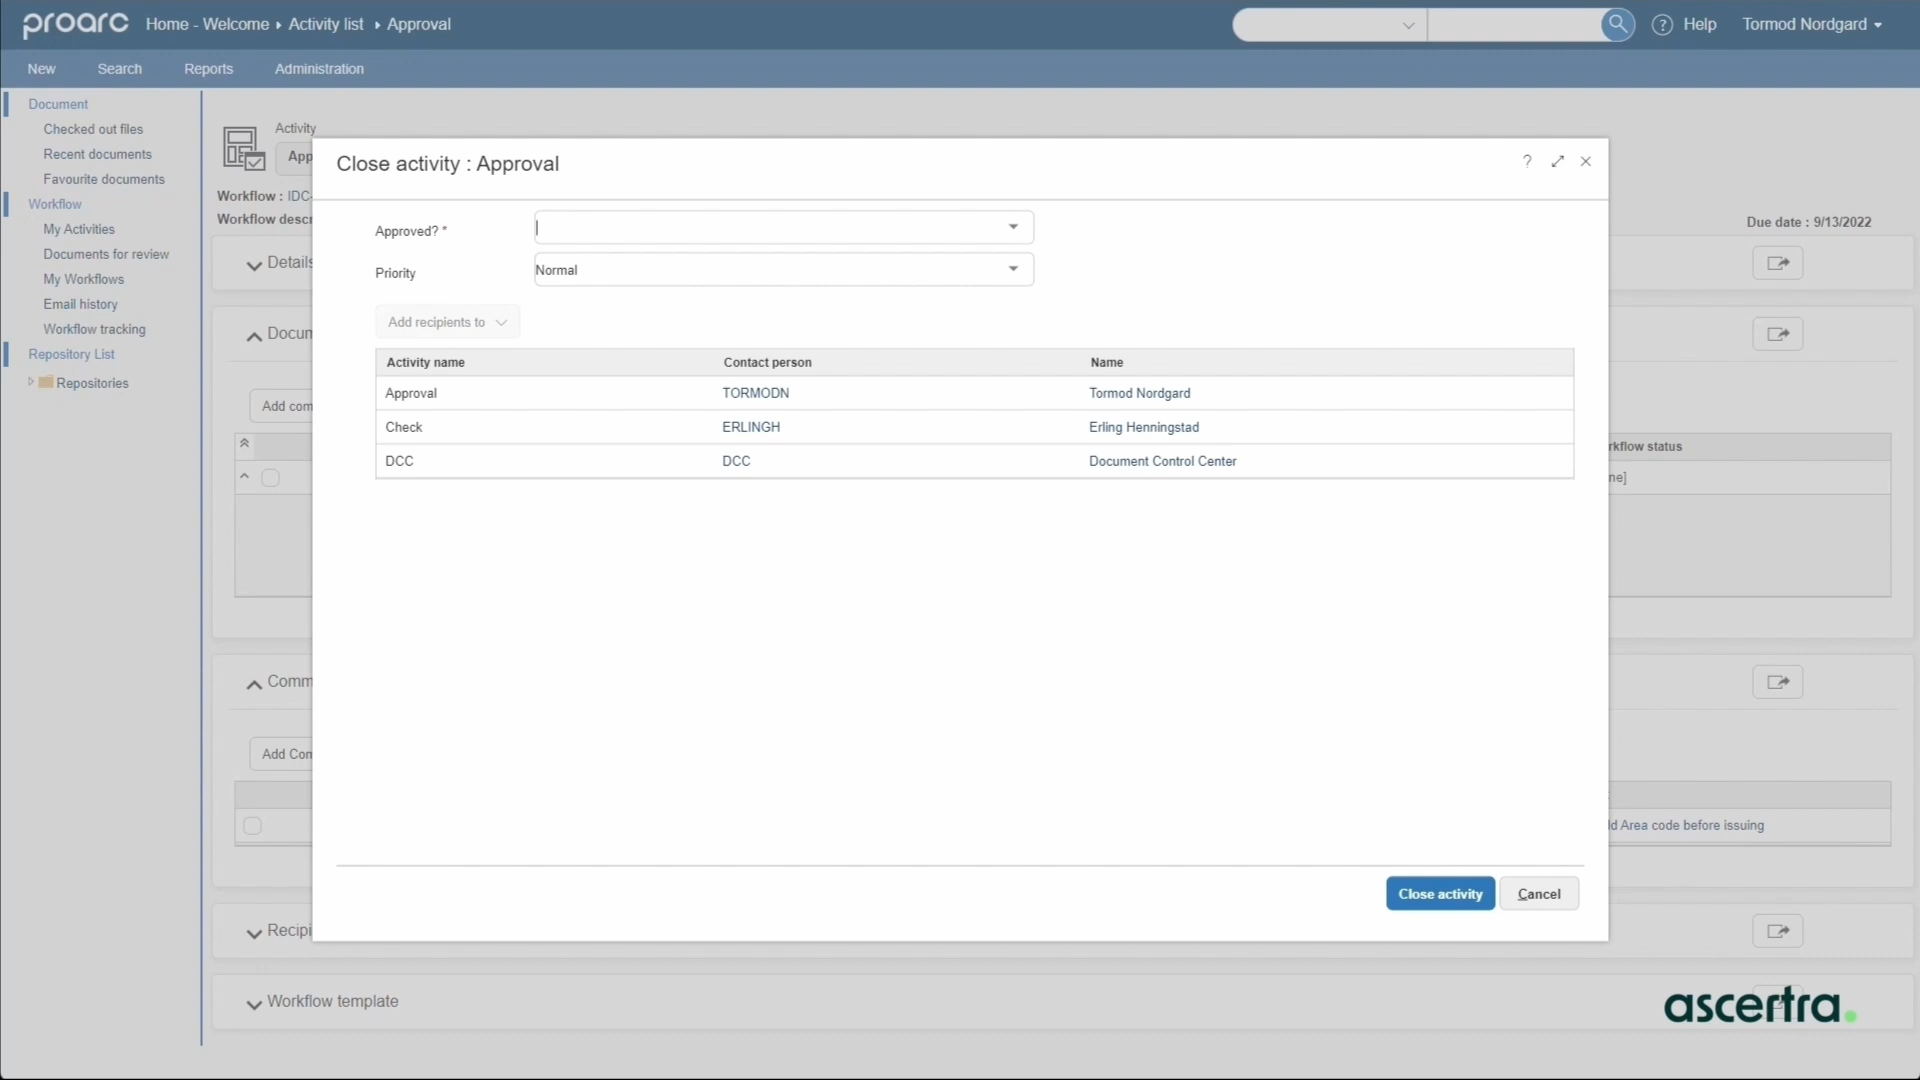 proarc Home - Welcome Activity list Approval Help Tormod Nordgard
New Search Reports Administration
Document
Checked out files
Recent documents
Favourite documents
Workflow
My Activities
Documents for review
My Workflows
Email history
Workflow tracking
Repository List
Repositories
Activity
App
Workflow : IDC-
Workflow descr
Due date : 9/13/2022
Details
Docum
Add com
rkflow status
ne]
Comm
Add Com
ld Area code before issuing
Recipi
Workflow template
Close activity : Approval
?
Approved? *
Priority Normal
Add recipients to
Activity name Contact person Name
Approval TORMODN Tormod Nordgard
Check ERLINGH Erling Henningstad
DCC DCC Document Control Center
Close activity Cancel
ascertra.